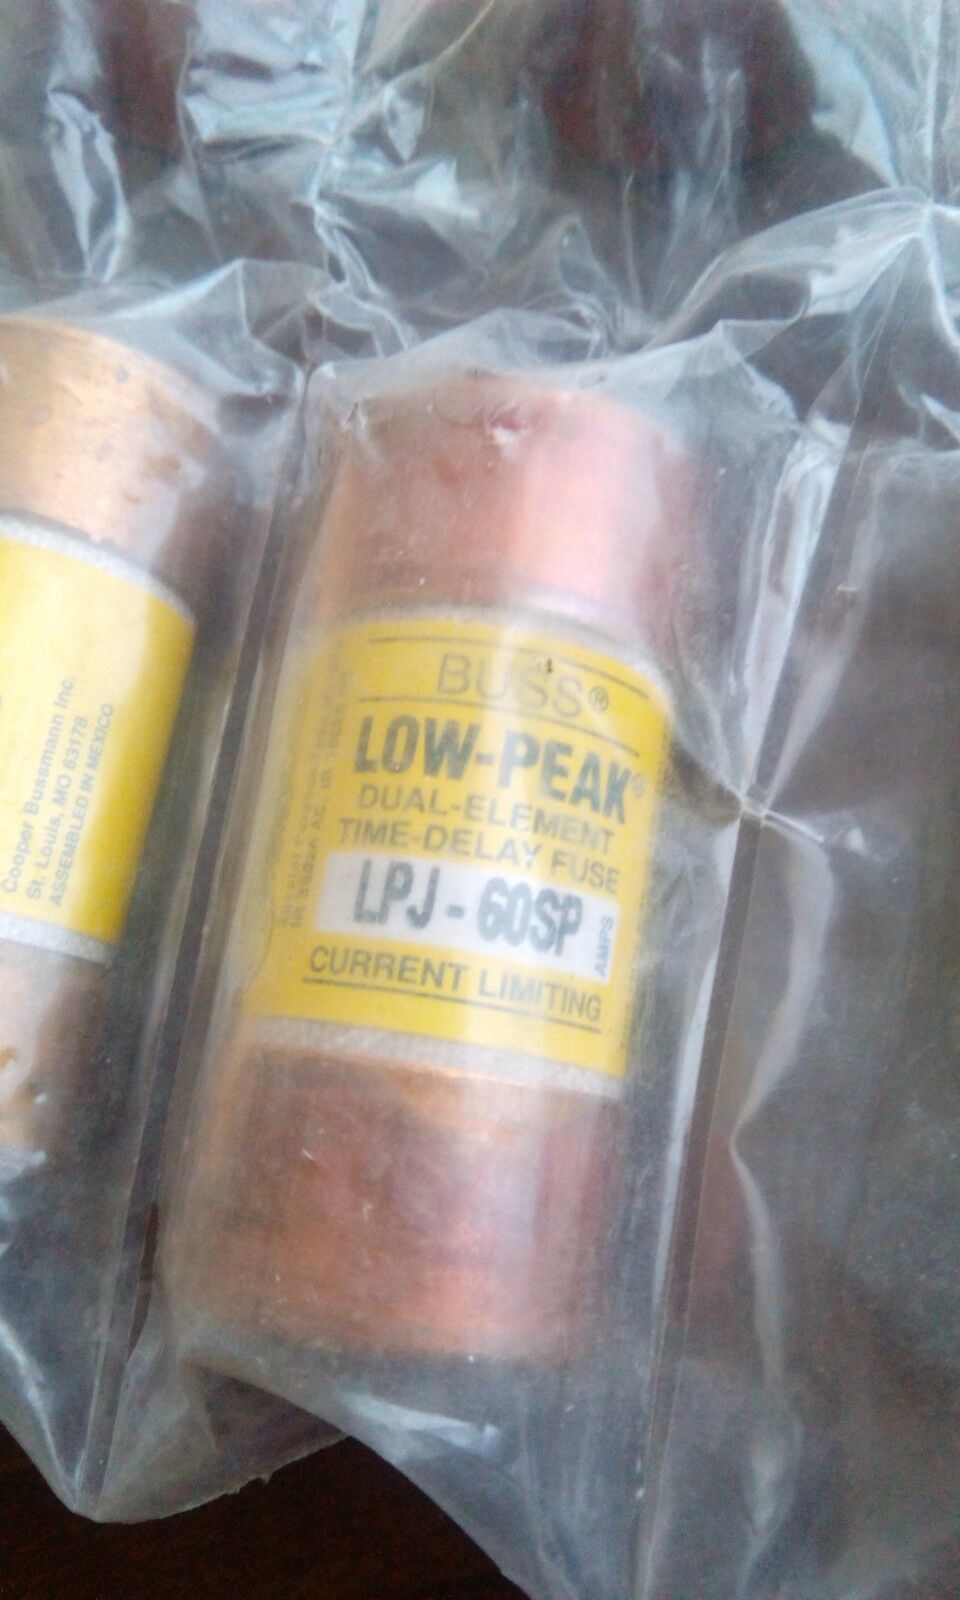 Cooper Bussmann Inc.
St. Louis, MO 63178
ASSEMBLED IN MEXICO
BUSS®
LOW-PEAK®
DUAL-ELEMENT
TIME-DELAY FUSE
LPJ-60SP AMPS
CURRENT LIMITING